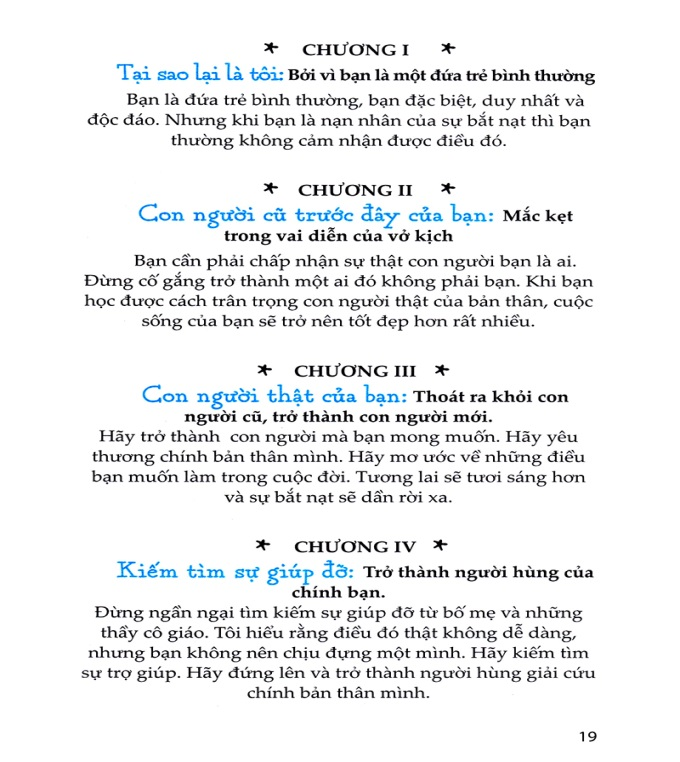 * CHƯƠNG I *
Tại sao lại là tôi: Bởi vì bạn là một đứa trẻ bình thường
Bạn là đứa trẻ bình thường, bạn đặc biệt, duy nhất và
độc đáo. Nhưng khi bạn là nạn nhân của sự bắt nạt thì bạn
thường không cảm nhận được điều đó.
* CHƯƠNG II *
Con người cũ trước đây của bạn: Mắc kẹt
trong vai diễn của vở kịch
Bạn cần phải chấp nhận sự thật con người bạn là ai.
Đừng cố gắng trở thành một ai đó không phải bạn. Khi bạn
học được cách trân trọng con người thật của bản thân, cuộc
sống của bạn sẽ trở nên tốt đẹp hơn rất nhiều.
* CHƯƠNG III *
Con người thật của bạn: Thoát ra khỏi con
người cũ, trở thành con người mới.
Hãy trở thành con người mà bạn mong muốn. Hãy yêu
thương chính bản thân mình. Hãy mơ ước về những điều
bạn muốn làm trong cuộc đời. Tương lai sẽ tươi sáng hơn
và sự bắt nạt sẽ dần rời xa.
* CHƯƠNG IV *
Kiếm tìm sự giúp đỡ: Trở thành người hùng của
chính bạn.
Đừng ngần ngại tìm kiếm sự giúp đỡ từ bố mẹ và những
thầy cô giáo. Tôi hiểu rằng điều đó thật không dễ dàng,
nhưng bạn không nên chịu đựng một mình. Hãy kiếm tìm
sự trợ giúp. Hãy đứng lên và trở thành người hùng giải cứu
chính bản thân mình.
19